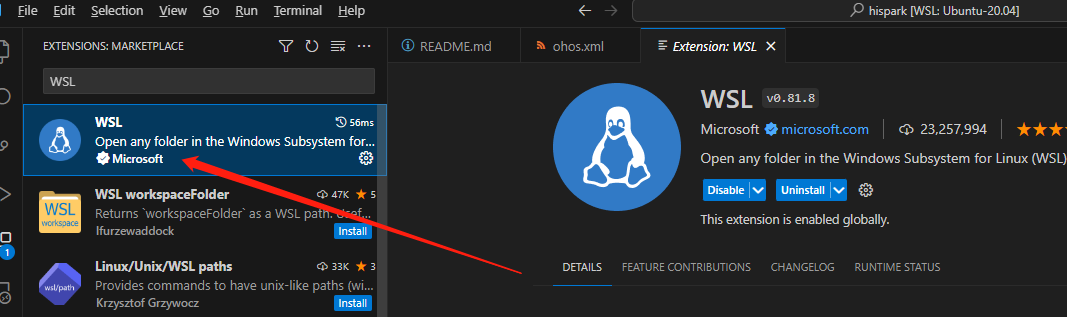 File Edit Selection View Go Run Terminal Help
hispark [WSL: Ubuntu-20.04]
EXTENSIONS: MARKETPLACE
WSL
WSL
56ms
Open any folder in the Windows Subsystem for...
Microsoft
WSL workspaceFolder
47K 5
Returns `workspaceFolder` as a WSL path. Usef...
lfurzewaddock
Install
WSL
workspace
Linux/Unix/WSL paths
33K 3
Provides commands to have unix-like paths (wi...
Krzysztof Grzywocz
Install
wsl/path
1
README.md
ohos.xml
Extension: WSL
WSL v0.81.8
Microsoft microsoft.com 23,257,994
Open any folder in the Windows Subsystem for Linux (WSL)
Disable Uninstall
This extension is enabled globally.
DETAILS FEATURE CONTRIBUTIONS CHANGELOG RUNTIME STATUS